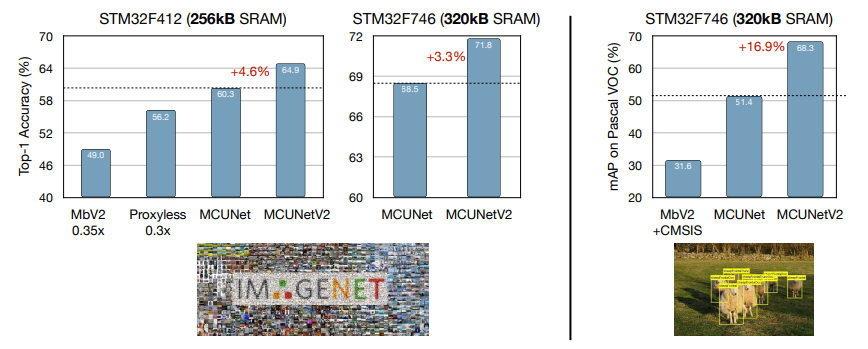 STM32F412 (256kB SRAM)
Top-1 Accuracy (%)
70
64
58
52
46
40
49.0
56.2
60.3
+4.6%
64.9
MbV2
0.35x
Proxyless
0.3x
MCUNet
MCUNetV2
STM32F746 (320kB SRAM)
72
69
66
63
60
58.5
+3.3%
71.8
MCUNet
MCUNetV2
IMAGENET
STM32F746 (320kB SRAM)
mAP on Pascal VOC (%)
70
60
50
40
30
20
31.6
51.4
+16.9%
68.3
MbV2
+CMSIS
MCUNet
MCUNetV2